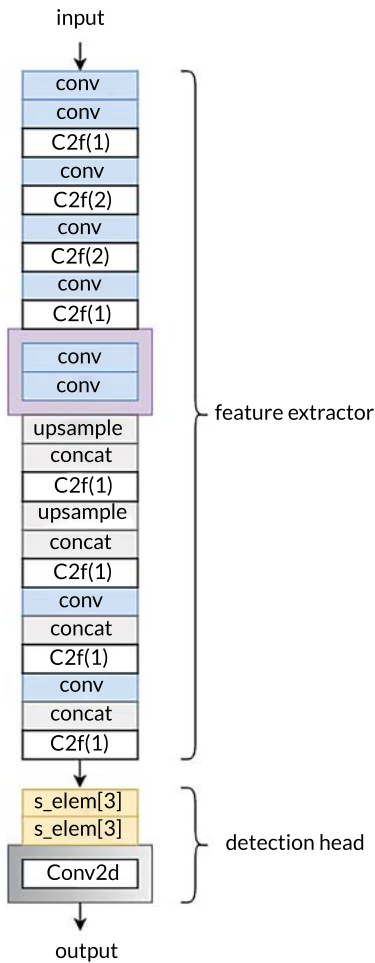 input
conv
conv
C2f(1)
conv
C2f(2)
conv
C2f(2)
conv
C2f(1)
conv
conv
feature extractor
upsample
concat
C2f(1)
upsample
concat
C2f(1)
conv
concat
C2f(1)
conv
concat
C2f(1)
s_elem[3]
s_elem[3]
detection head
Conv2d
output